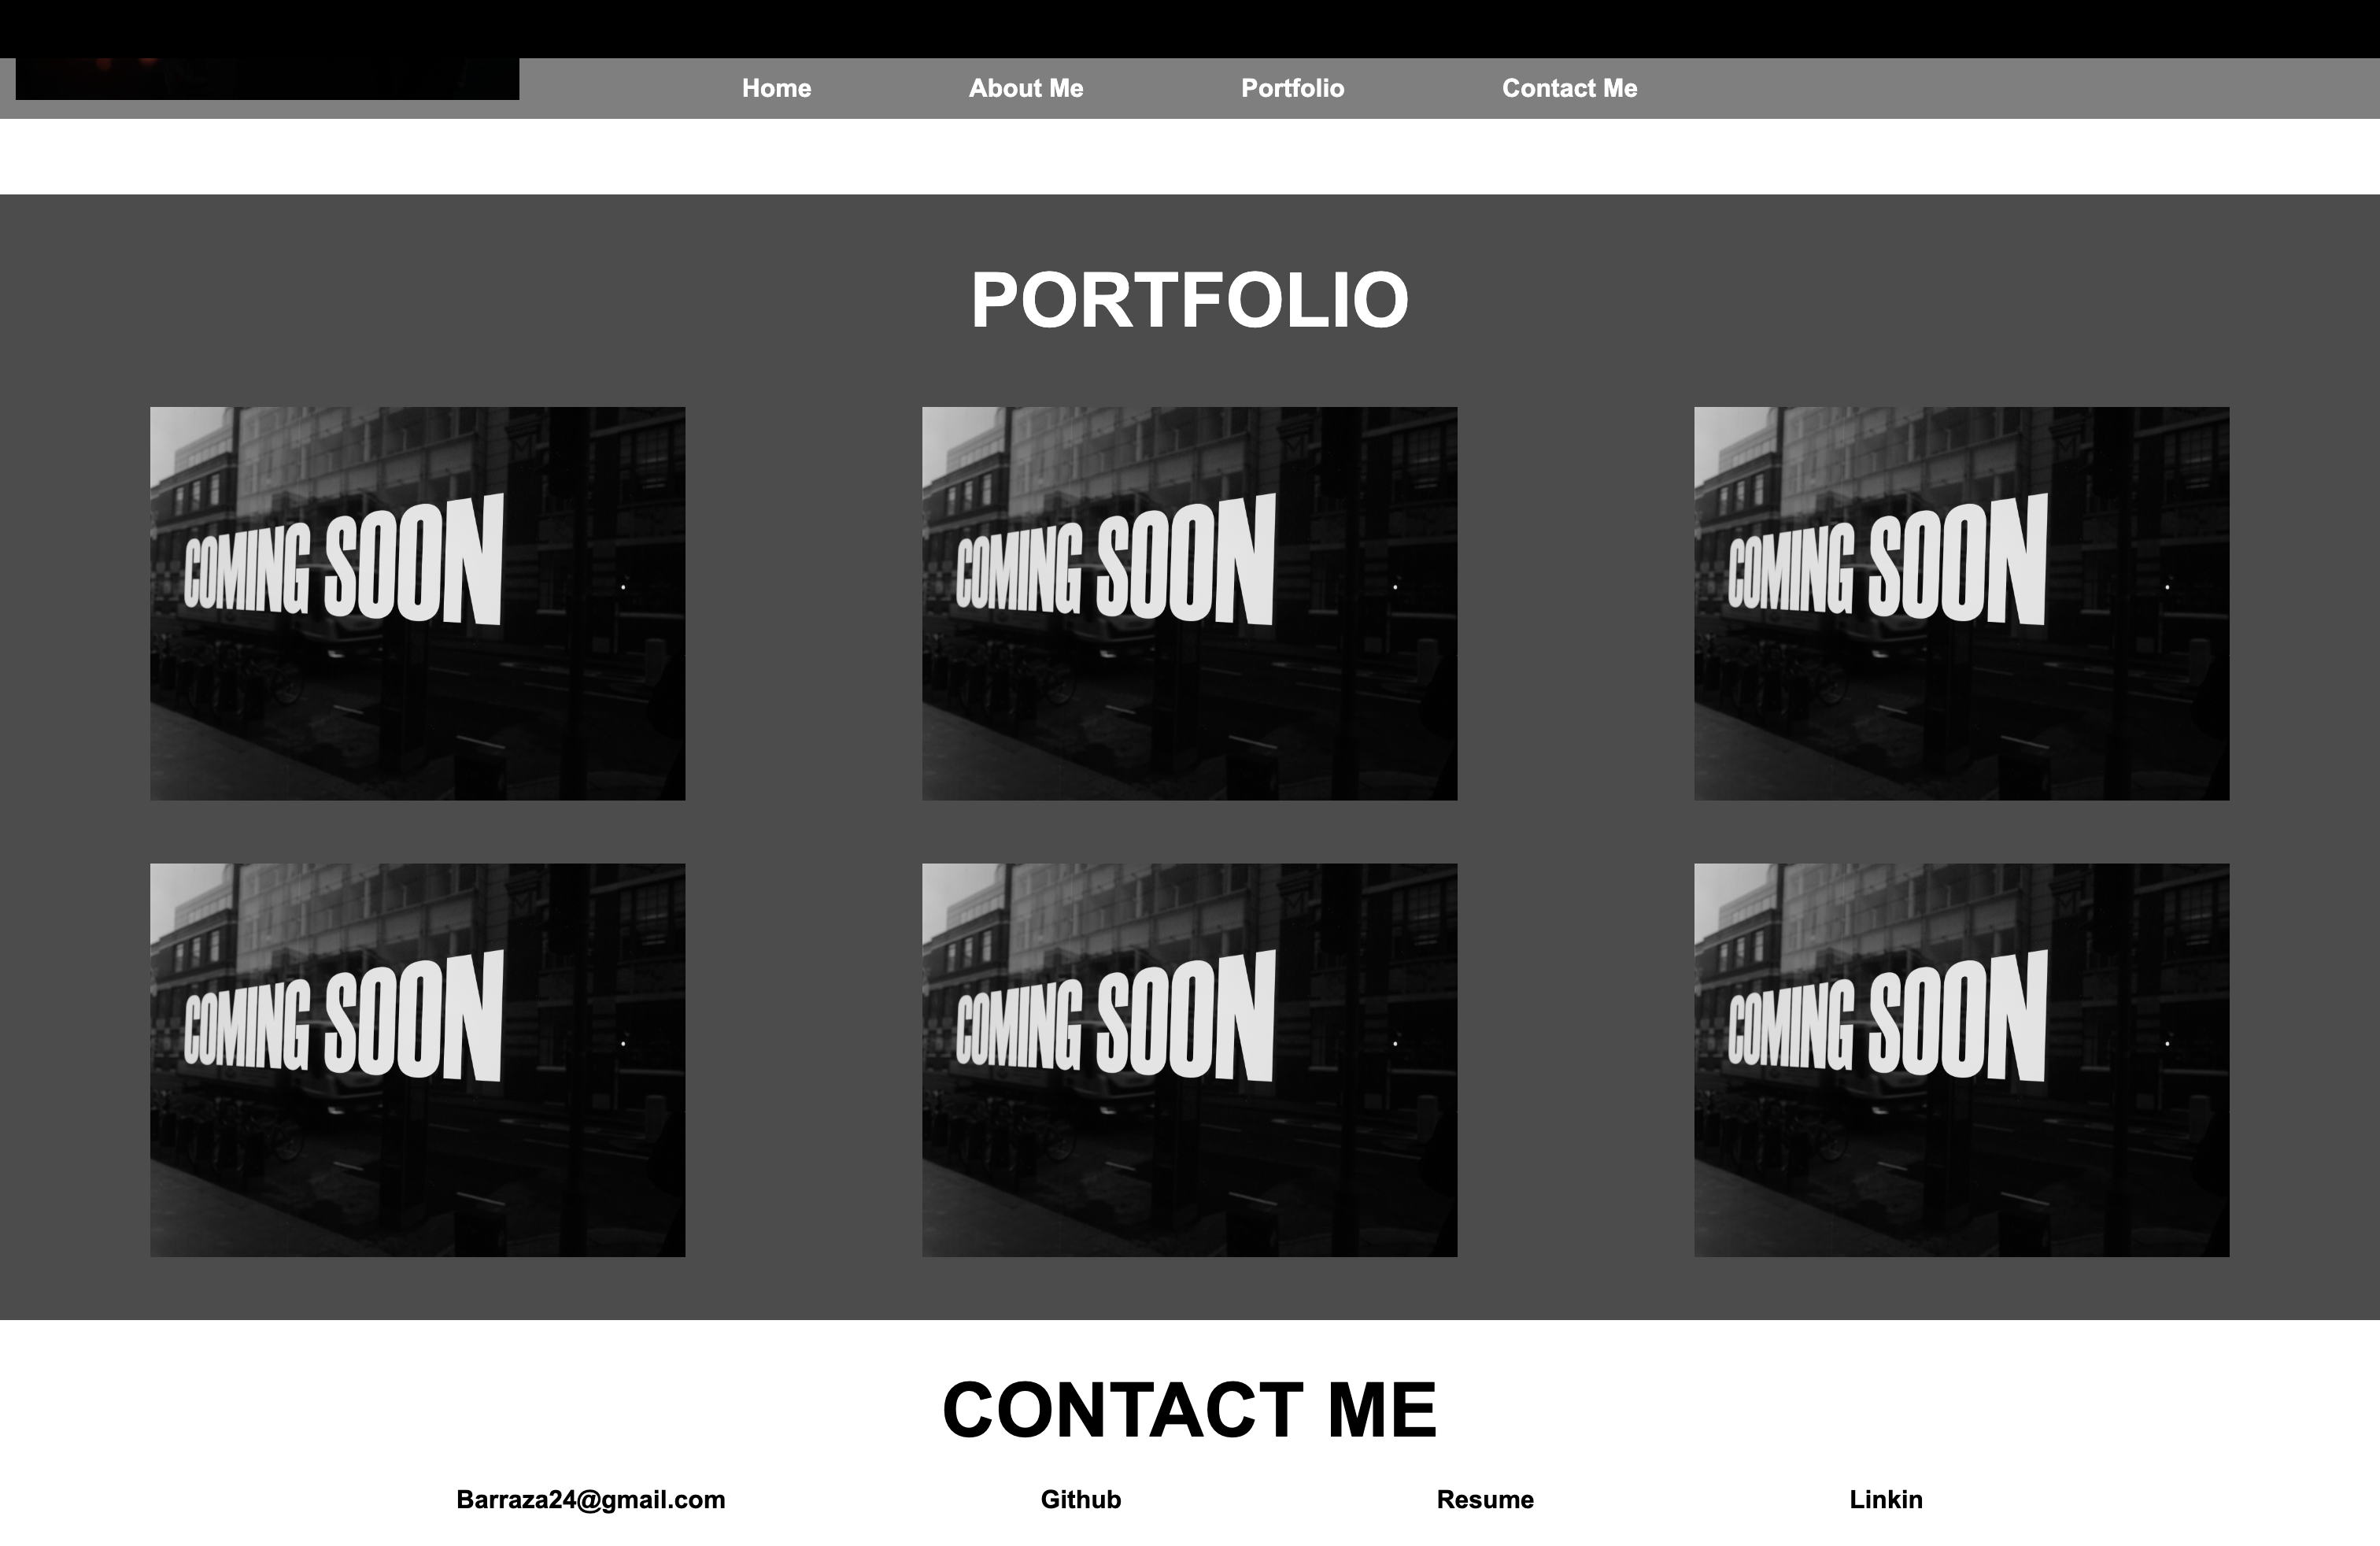 Home About Me Portfolio Contact Me
PORTFOLIO
COMING SOON COMING SOON COMING SOON
COMING SOON COMING SOON COMING SOON
CONTACT ME
Barraza24@gmail.com Github Resume Linkin